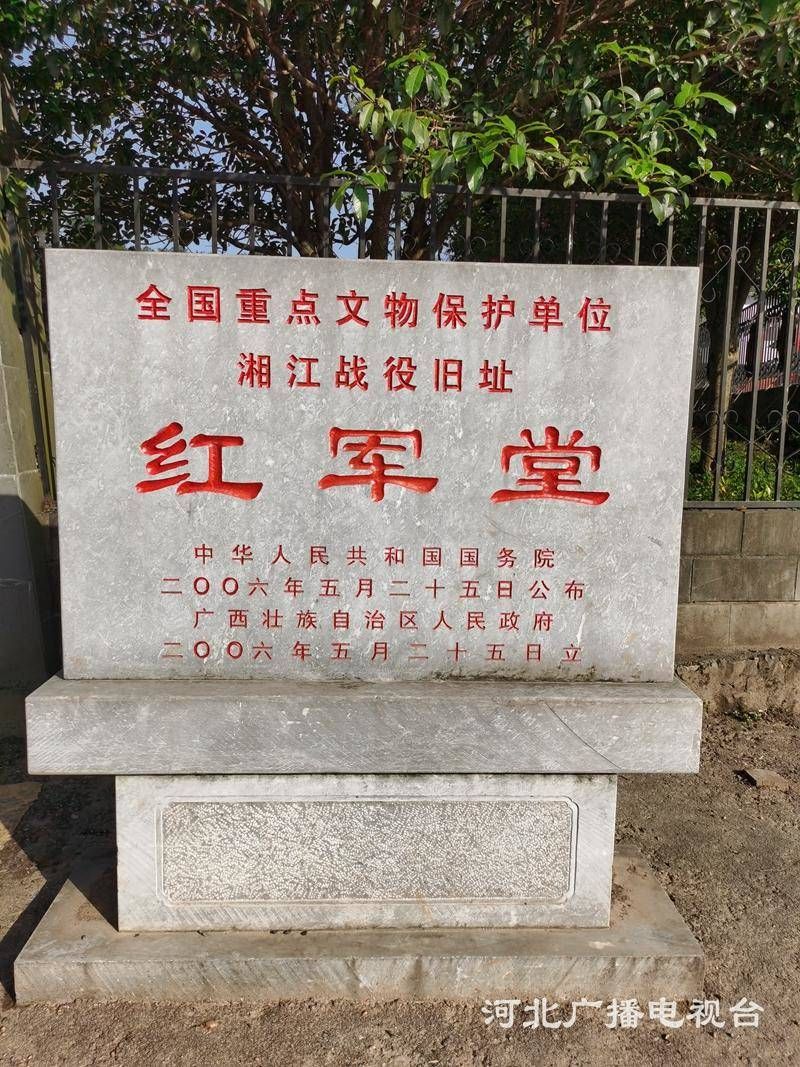 全国重点文物保护单位
湘江战役旧址
红军堂
中华人民共和国国务院
二〇〇六年五月二十五日公布
广西壮族自治区人民政府
二〇〇六年五月二十五日立
河北广播电视台